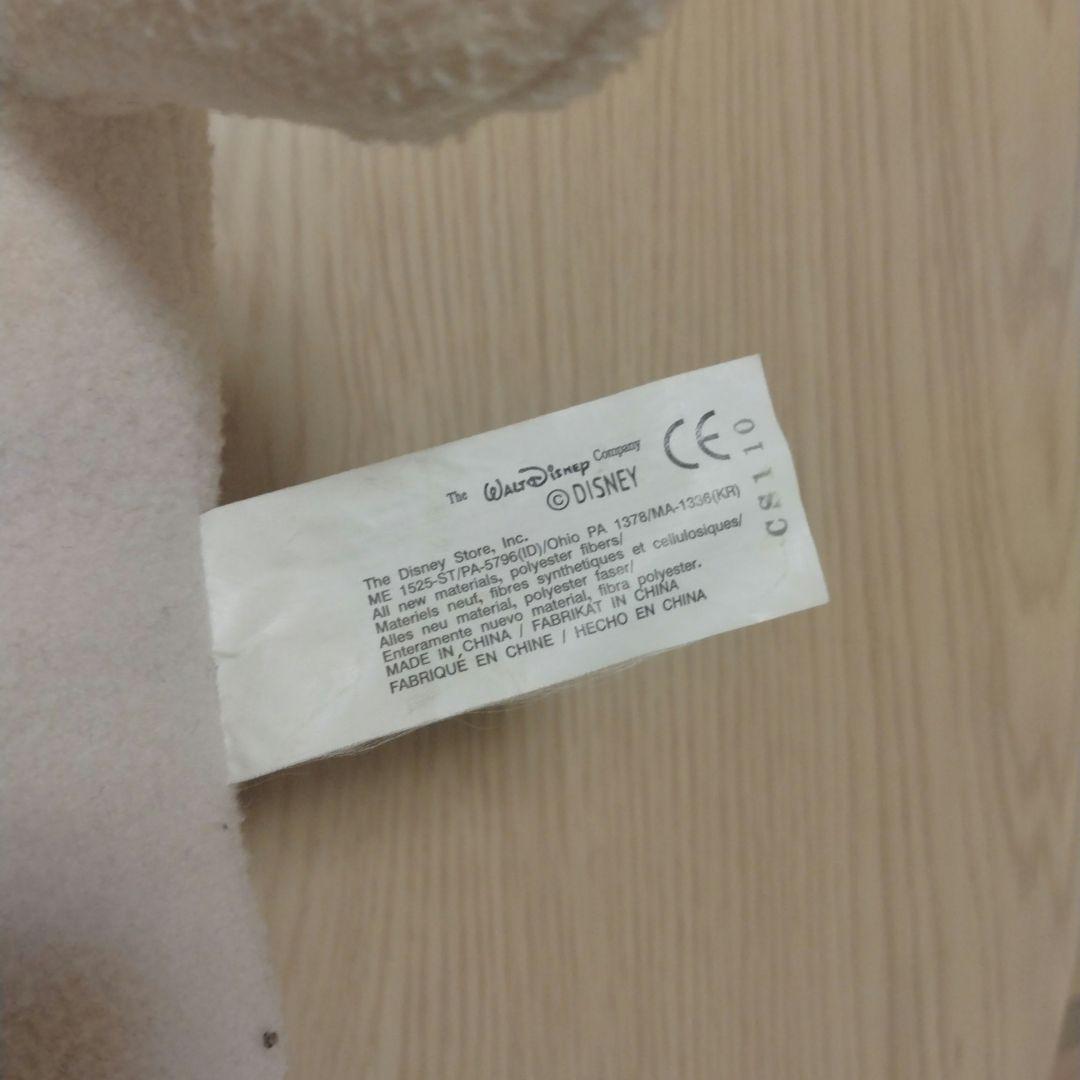 The WALT DISNEY Company
© DISNEY
CE
The Disney Store, Inc.
ME 1525-ST/PA-5796(ID)/Ohio PA 1378/MA-1336(KR)
All new materials, polyester fibers/
Materiels neuf, fibres synthetiques et cellulosiques/
Alles neu material, polyester faser/
Enteramente nuevo material, fibra polyester.
MADE IN CHINA / FABRIKAT IN CHINA
FABRIQUÉ EN CHINE / HECHO EN CHINA